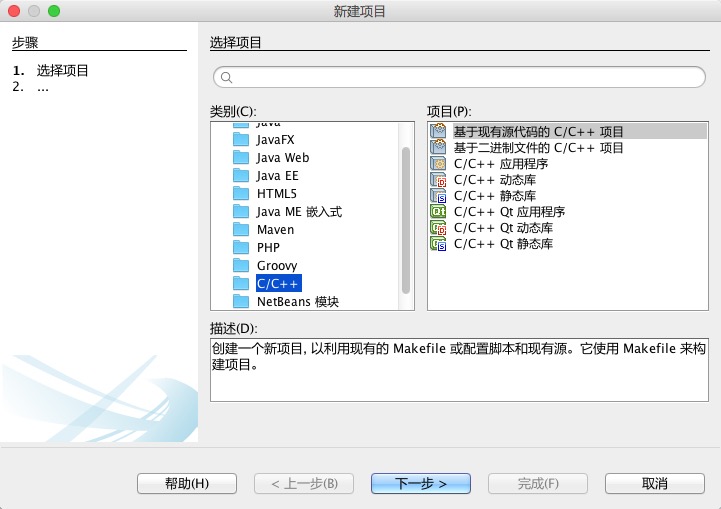 新建项目
步骤
1. 选择项目
2. ...
选择项目
类别(C):
Java
JavaFX
Java Web
Java EE
HTML5
Java ME 嵌入式
Maven
PHP
Groovy
C/C++
NetBeans 模块
项目(P):
基于现有源代码的 C/C++ 项目
基于二进制文件的 C/C++ 项目
C/C++ 应用程序
C/C++ 动态库
C/C++ 静态库
C/C++ Qt 应用程序
C/C++ Qt 动态库
C/C++ Qt 静态库
描述(D):
创建一个新项目, 以利用现有的 Makefile 或配置脚本和现有源。它使用 Makefile 来构
建项目。
帮助(H)
< 上一步(B)
下一步 >
完成(F)
取消